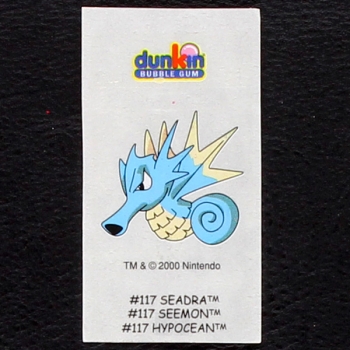 dunkin
BUBBLE GUM
TM & © 2000 Nintendo
#117 SEADRA™
#117 SEEMON™
#117 HYPOCEAN™